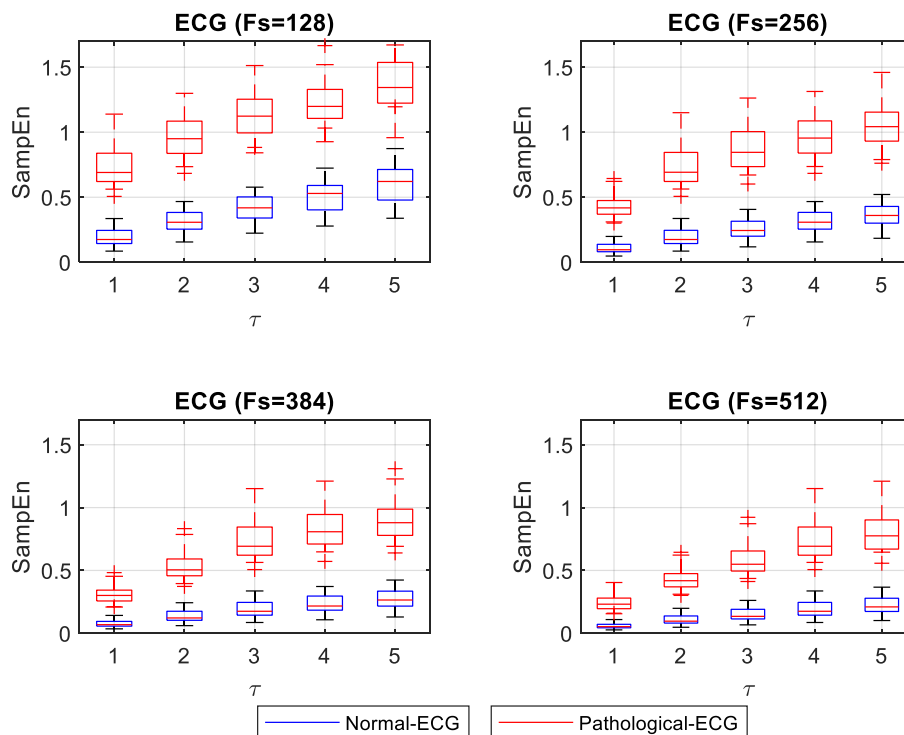 ECG (Fs=128)
SampEn
1.5
1
0.5
0
1 2 3 4 5
τ
ECG (Fs=256)
SampEn
1.5
1
0.5
0
1 2 3 4 5
τ
ECG (Fs=384)
SampEn
1.5
1
0.5
0
1 2 3 4 5
τ
ECG (Fs=512)
SampEn
1.5
1
0.5
0
1 2 3 4 5
τ
Normal-ECG
Pathological-ECG